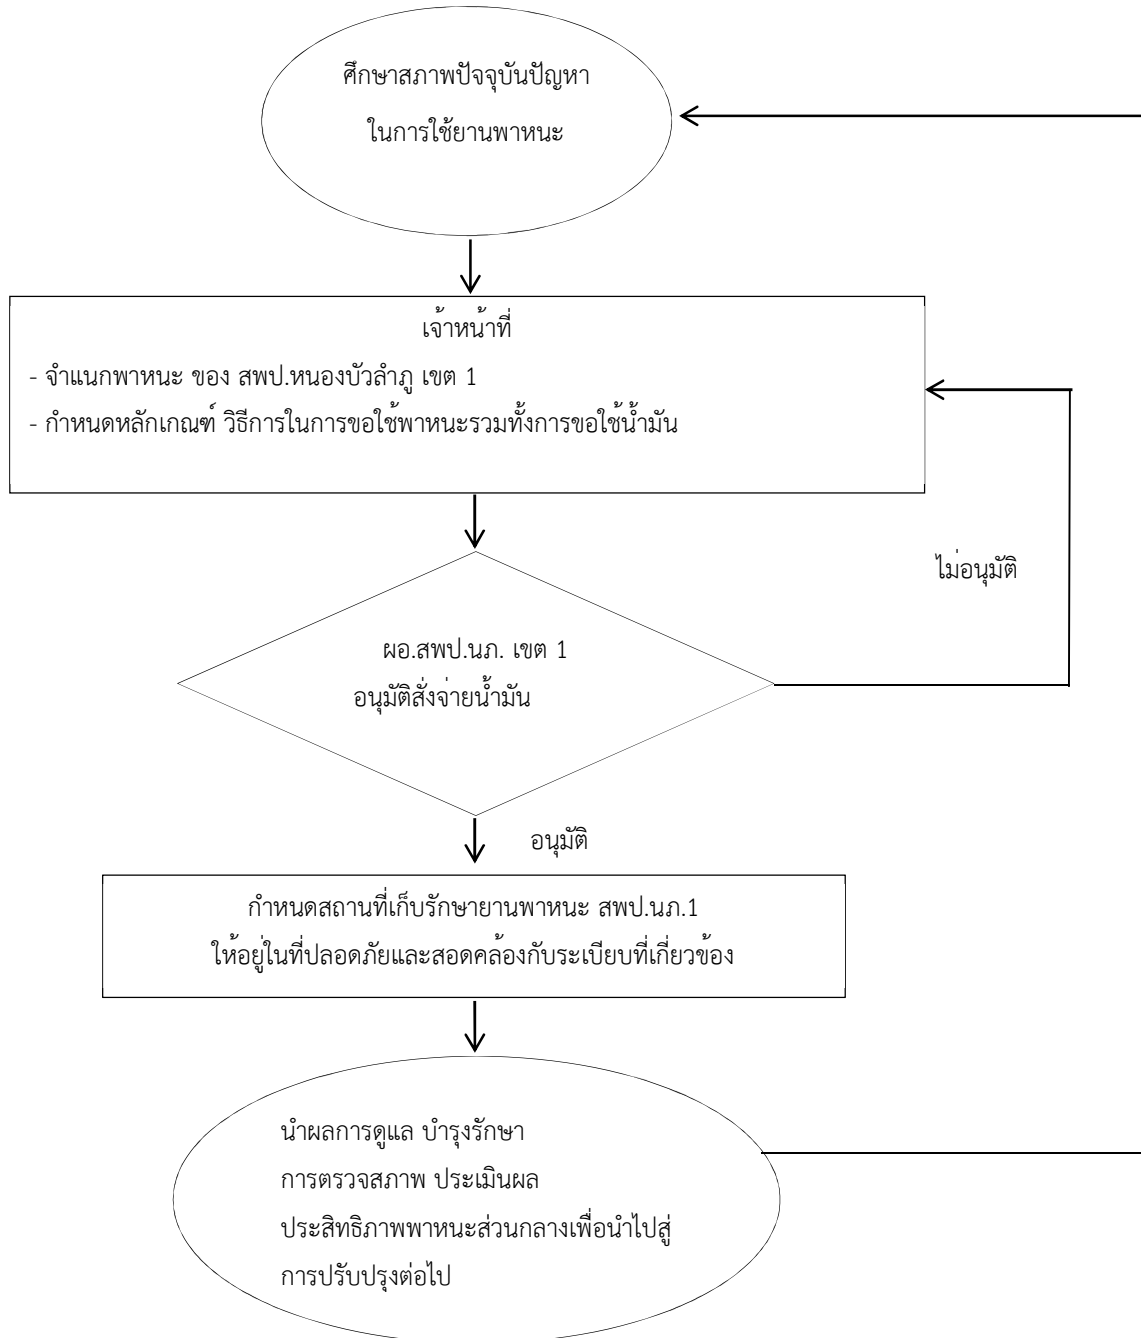 ศึกษาสภาพปัจจุบันปัญหา
ในการใช้ยานพาหนะ
เจ้าหน้าที่
- จำแนกพาหนะ ของ สพป.หนองบัวลำภู เขต 1
- กำหนดหลักเกณฑ์ วิธีการในการขอใช้พาหนะรวมทั้งการขอใช้น้ำมัน
ไม่อนุมัติ
ผอ.สพป.นภ. เขต 1
อนุมัติสั่งจ่ายน้ำมัน
อนุมัติ
กำหนดสถานที่เก็บรักษายานพาหนะ สพป.นภ.1
ให้อยู่ในที่ปลอดภัยและสอดคล้องกับระเบียบที่เกี่ยวข้อง
นำผลการดูแล บำรุงรักษา
การตรวจสภาพ ประเมินผล
ประสิทธิภาพพาหนะส่วนกลางเพื่อนำไปสู่
การปรับปรุงต่อไป